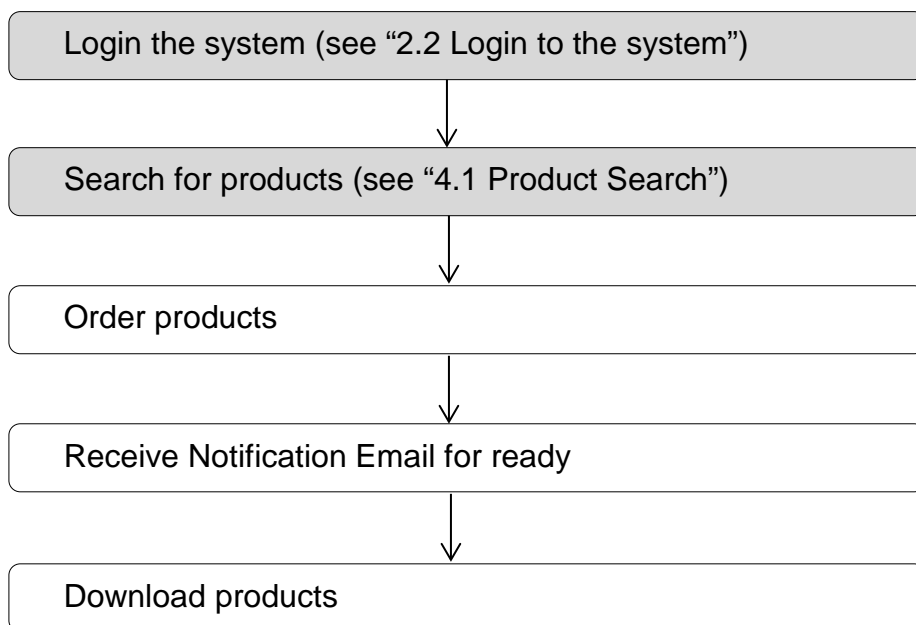 Login the system (see “2.2 Login to the system”)
Search for products (see “4.1 Product Search”)
Order products
Receive Notification Email for ready
Download products